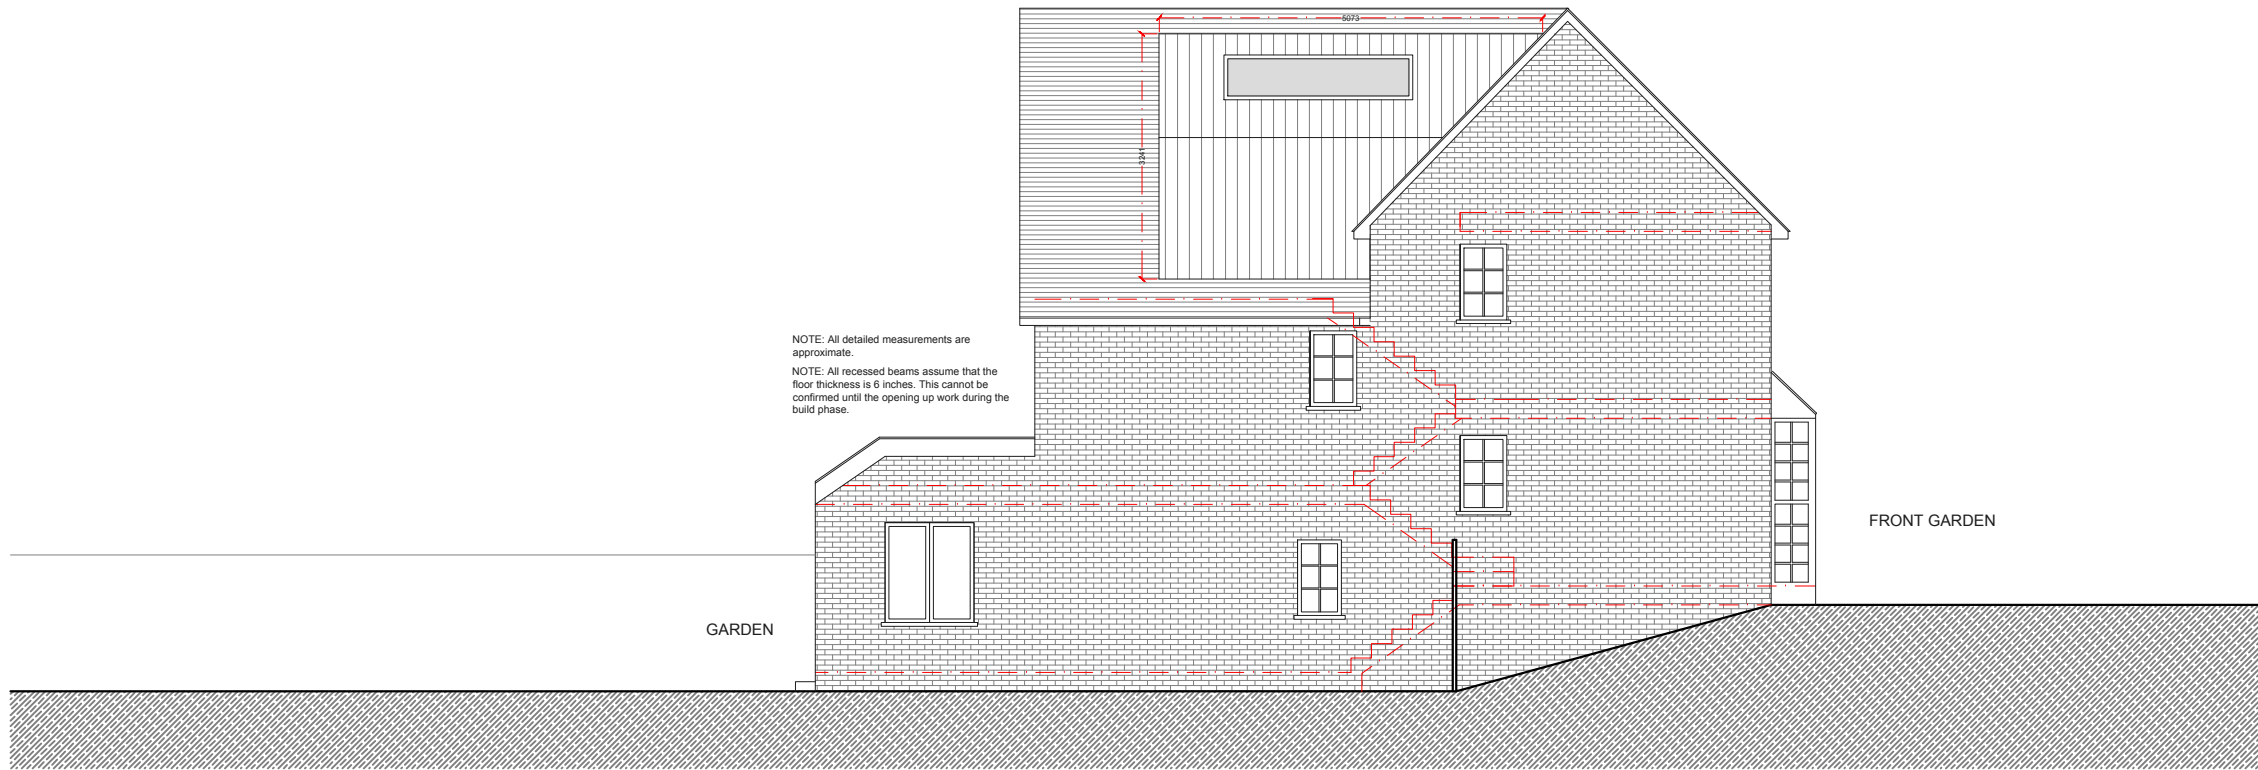 5073
3241
NOTE: All detailed measurements are
approximate.
NOTE: All recessed beams assume that the
floor thickness is 6 inches. This cannot be
confirmed until the opening up work during the
build phase.
FRONT GARDEN
GARDEN